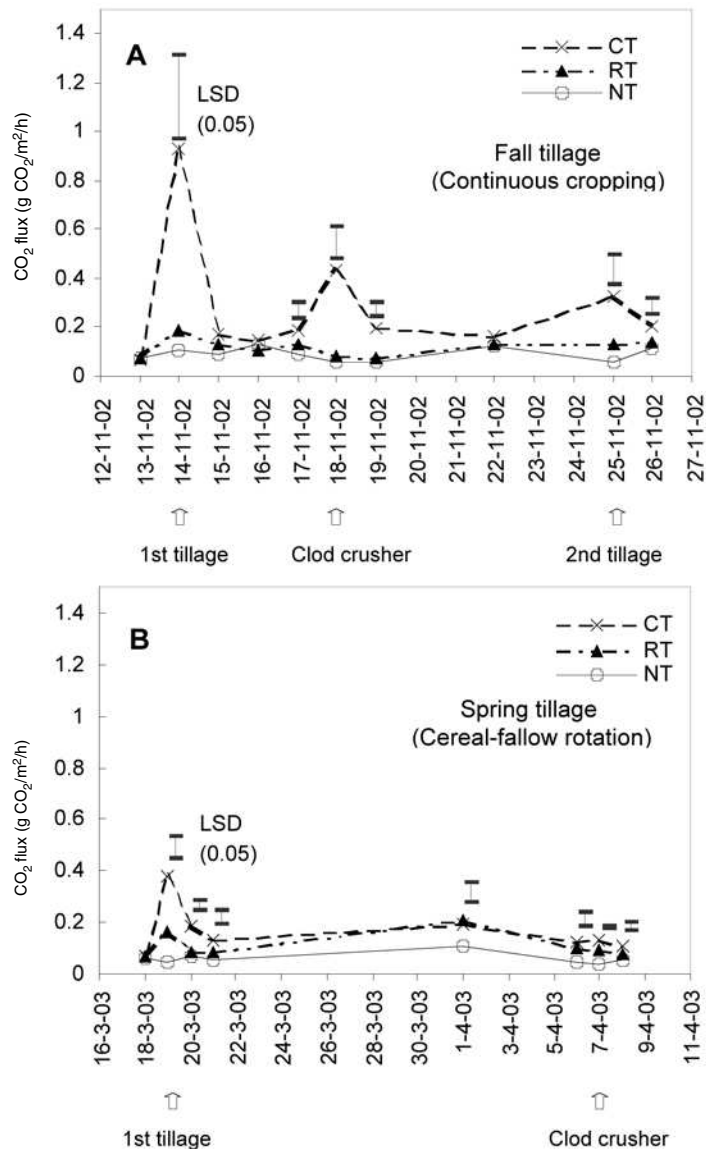 1.4
A
CT
RT
NT
1.2
LSD
(0.05)
1
0.8
0.6
0.4
0.2
0
CO2 flux (g CO2/m2/h)
Fall tillage
(Continuous cropping)
12-11-02
13-11-02
14-11-02
15-11-02
16-11-02
17-11-02
18-11-02
19-11-02
20-11-02
21-11-02
22-11-02
23-11-02
24-11-02
25-11-02
26-11-02
27-11-02
1st tillage
Clod crusher
2nd tillage
1.4
B
CT
RT
NT
1.2
1
0.8
0.6
0.4
0.2
0
CO2 flux (g CO2/m2/h)
Spring tillage
(Cereal-fallow rotation)
LSD
(0.05)
16-3-03
18-3-03
20-3-03
22-3-03
24-3-03
26-3-03
28-3-03
30-3-03
1-4-03
3-4-03
5-4-03
7-4-03
9-4-03
11-4-03
1st tillage
Clod crusher